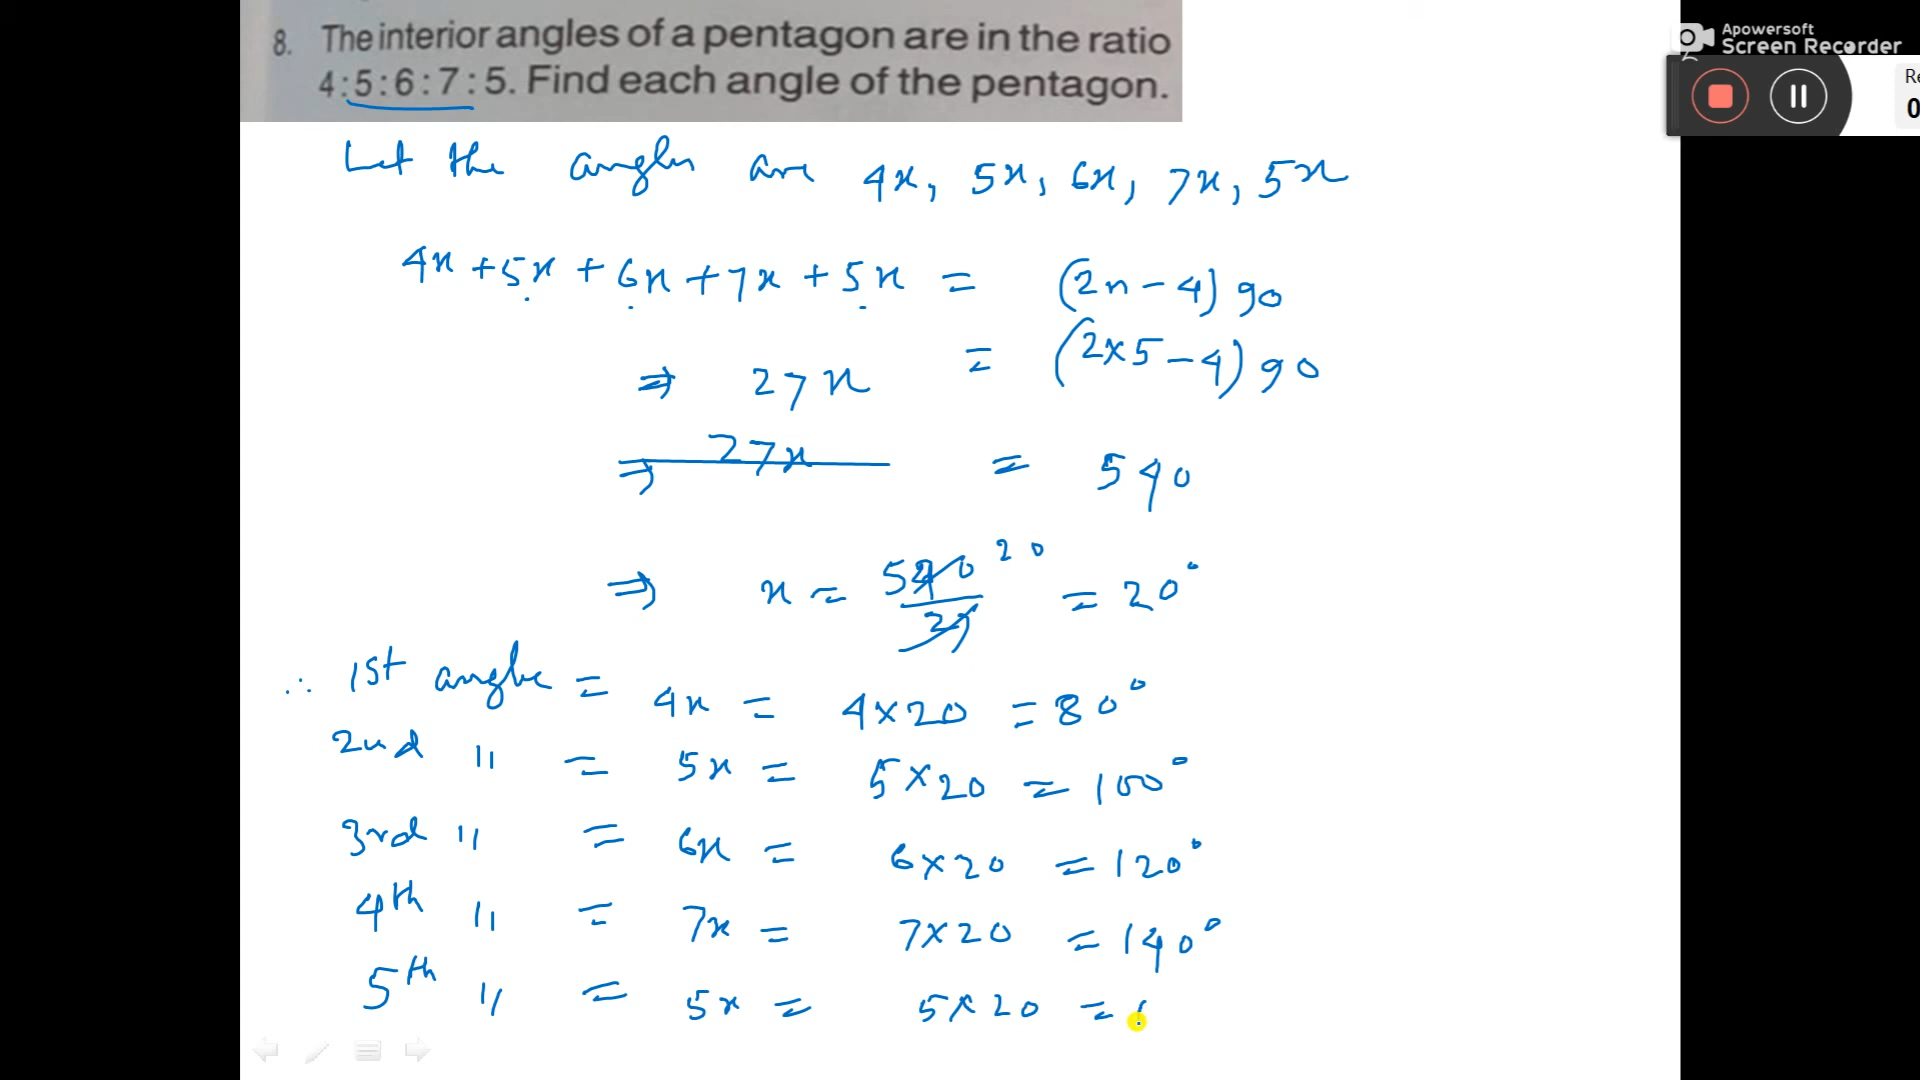 8. The interior angles of a pentagon are in the ratio
4:5:6:7:5. Find each angle of the pentagon.
Apowersoft
Screen Recorder
Re
0
Let the angles are 4x, 5x, 6x, 7x, 5x
4x + 5x + 6x + 7x + 5x = (2n - 4) 90
⇒ 27x = (2×5 - 4) 90
⇒ 27x = 540
⇒ x = 540/27 20 = 20°
∴ 1st angle = 4x = 4×20 = 80°
2nd " = 5x = 5×20 = 100°
3rd " = 6x = 6×20 = 120°
4th " = 7x = 7×20 = 140°
5th " = 5x = 5×20 = 1